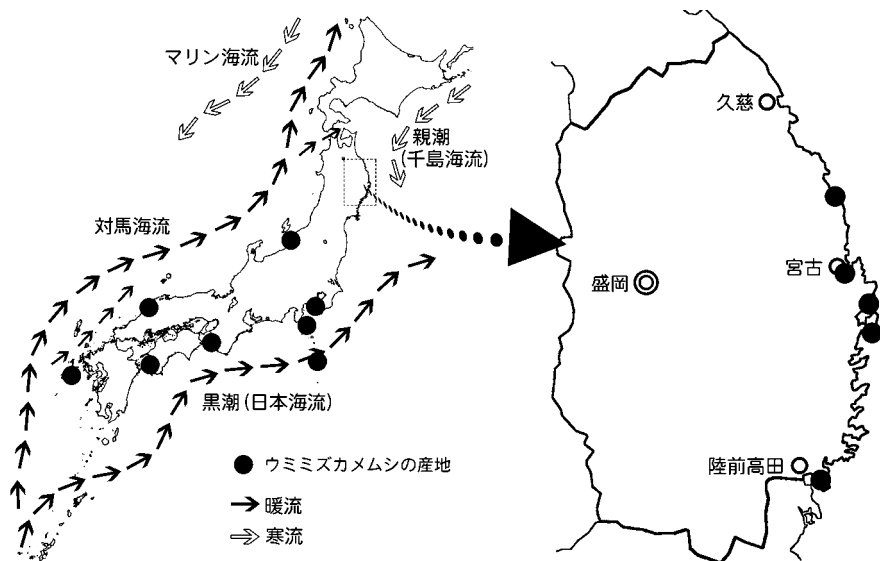 マリン海流
親潮
(千島海流)
対馬海流
黒潮(日本海流)
ウミミズカメムシの産地
暖流
寒流
久慈
宮古
盛岡
陸前高田